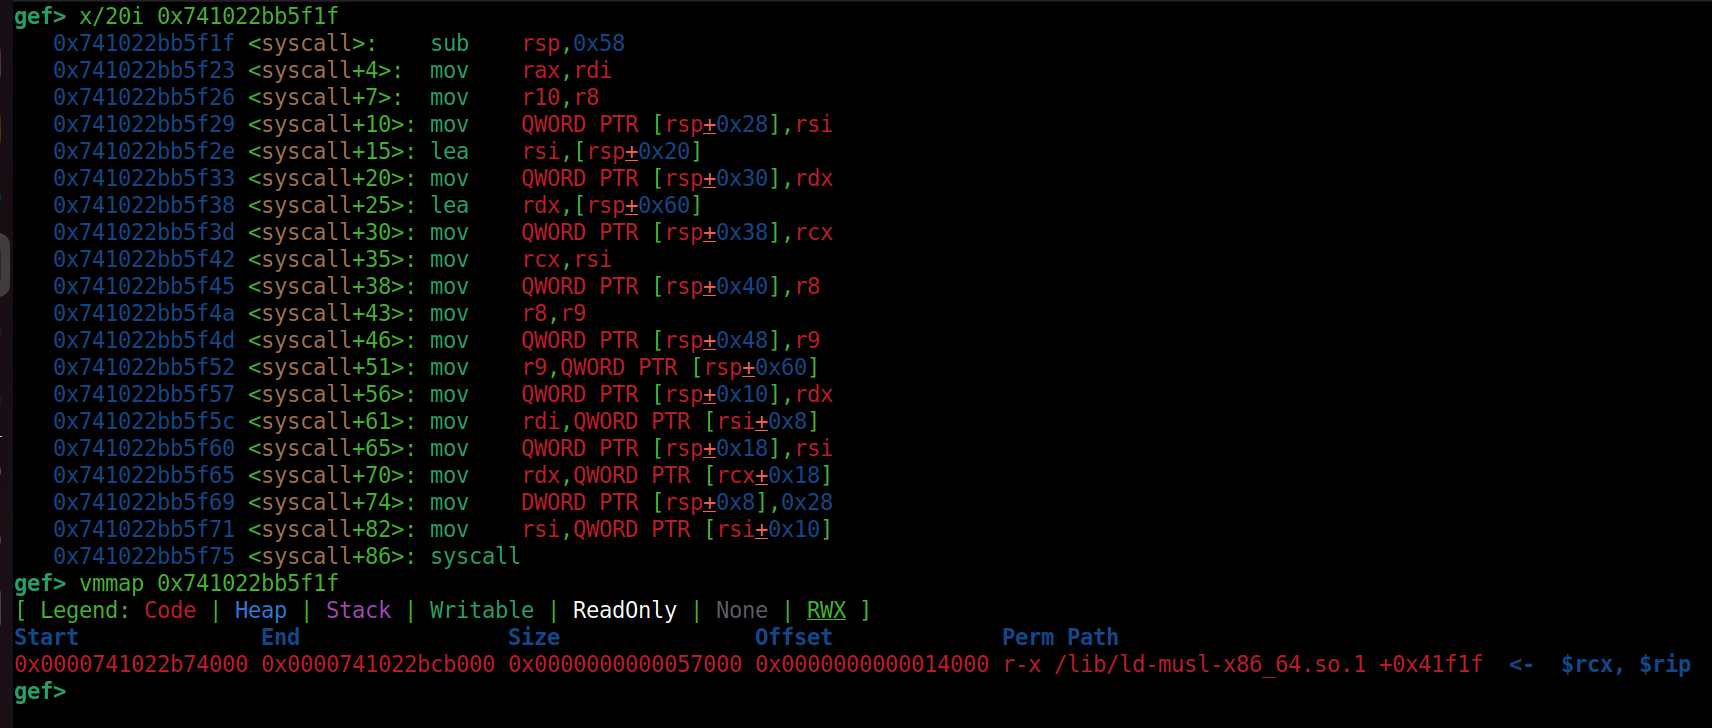 gef> x/20i 0x741022bb5f1f
   0x741022bb5f1f <syscall>:	sub    rsp,0x58
   0x741022bb5f23 <syscall+4>:	mov    rax,rdi
   0x741022bb5f26 <syscall+7>:	mov    r10,r8
   0x741022bb5f29 <syscall+10>:	mov    QWORD PTR [rsp+0x28],rsi
   0x741022bb5f2e <syscall+15>:	lea    rsi,[rsp+0x20]
   0x741022bb5f33 <syscall+20>:	mov    QWORD PTR [rsp+0x30],rdx
   0x741022bb5f38 <syscall+25>:	lea    rdx,[rsp+0x60]
   0x741022bb5f3d <syscall+30>:	mov    QWORD PTR [rsp+0x38],rcx
   0x741022bb5f42 <syscall+35>:	mov    rcx,rsi
   0x741022bb5f45 <syscall+38>:	mov    QWORD PTR [rsp+0x40],r8
   0x741022bb5f4a <syscall+43>:	mov    r8,r9
   0x741022bb5f4d <syscall+46>:	mov    QWORD PTR [rsp+0x48],r9
   0x741022bb5f52 <syscall+51>:	mov    r9,QWORD PTR [rsp+0x60]
   0x741022bb5f57 <syscall+56>:	mov    QWORD PTR [rsp+0x10],rdx
   0x741022bb5f5c <syscall+61>:	mov    rdi,QWORD PTR [rsi+0x8]
   0x741022bb5f60 <syscall+65>:	mov    QWORD PTR [rsp+0x18],rsi
   0x741022bb5f65 <syscall+70>:	mov    rdx,QWORD PTR [rcx+0x18]
   0x741022bb5f69 <syscall+74>:	mov    DWORD PTR [rsp+0x8],0x28
   0x741022bb5f71 <syscall+82>:	mov    rsi,QWORD PTR [rsi+0x10]
   0x741022bb5f75 <syscall+86>:	syscall
gef> vmmap 0x741022bb5f1f
[ Legend: Code | Heap | Stack | Writable | ReadOnly | None | RWX ]
Start              End                Size               Offset             Perm Path
0x0000741022b74000 0x0000741022bcb000 0x0000000000057000 0x0000000000014000 r-x /lib/ld-musl-x86_64.so.1 +0x41f1f  <-  $rcx, $rip
gef>